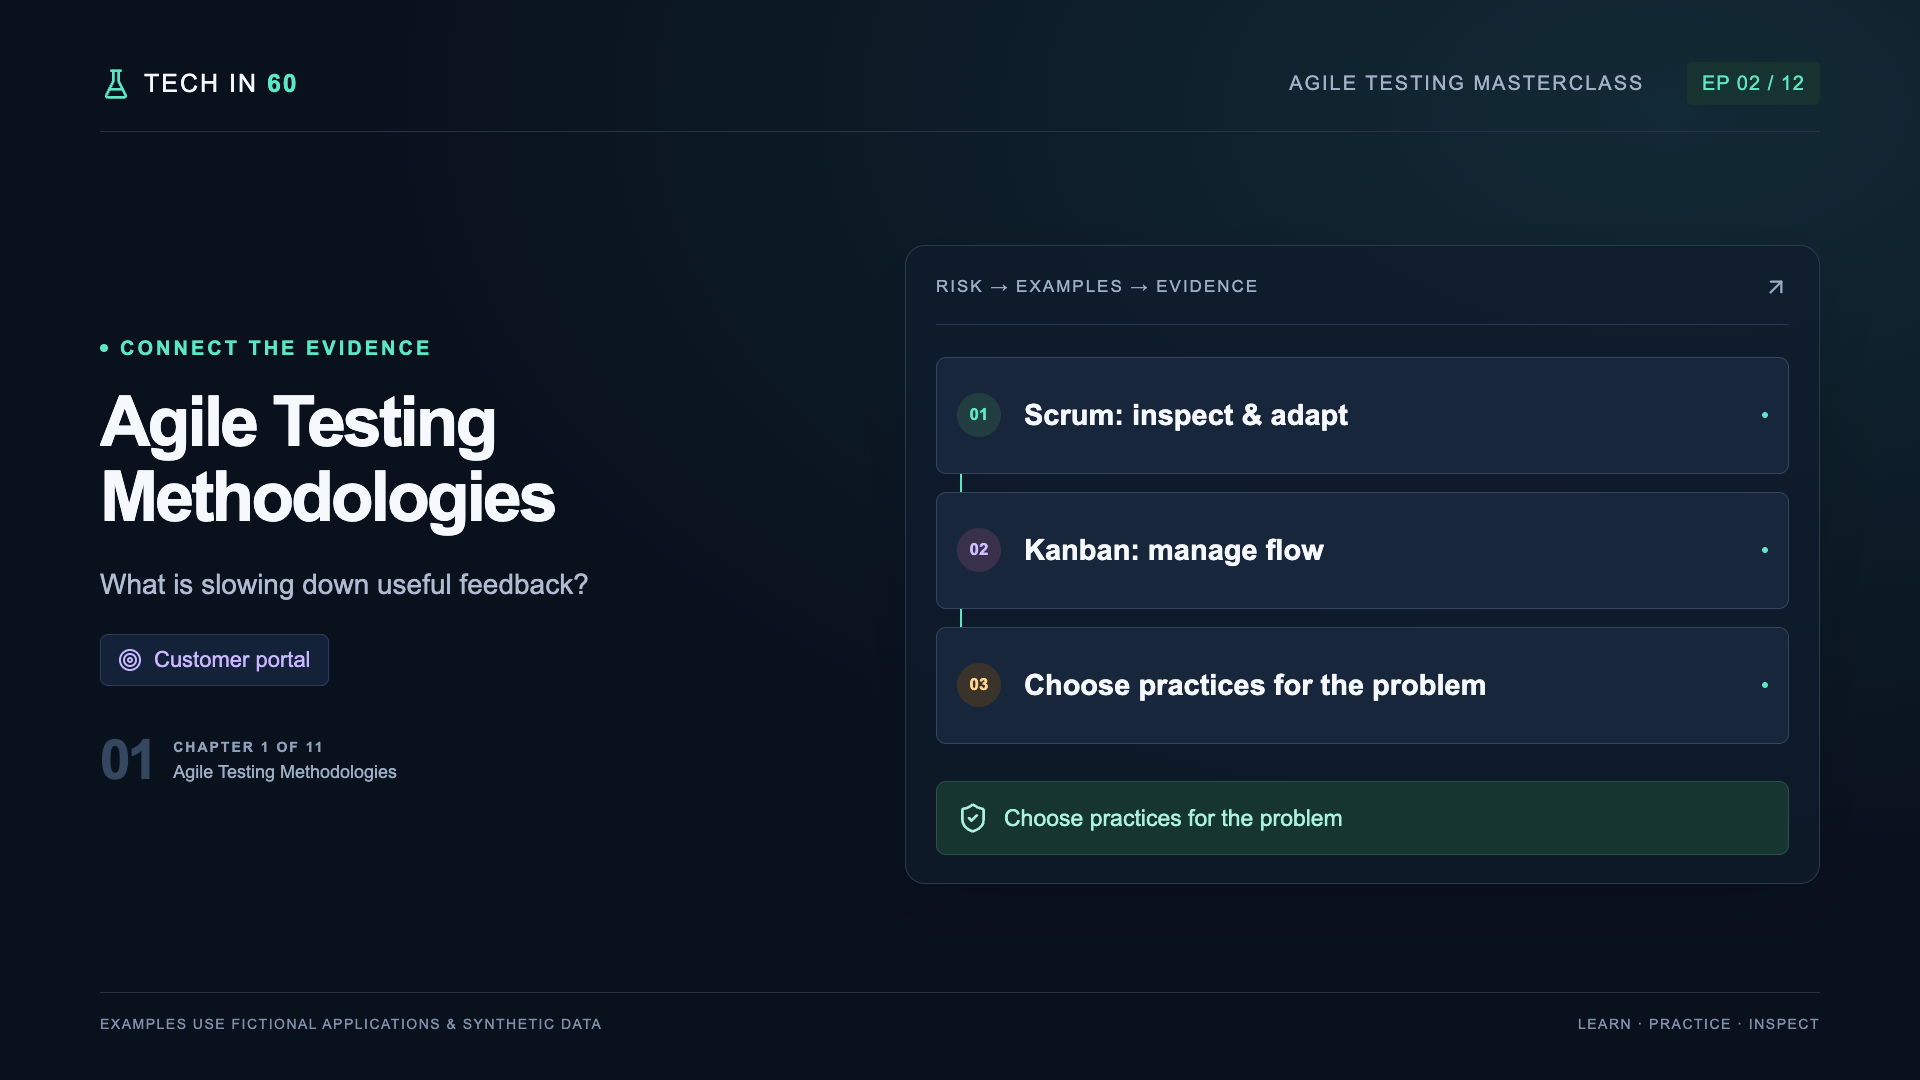 TECH IN 60
AGILE TESTING MASTERCLASS
EP 02 / 12
• CONNECT THE EVIDENCE
Agile Testing
Methodologies
What is slowing down useful feedback?
Customer portal
01
CHAPTER 1 OF 11
Agile Testing Methodologies
RISK → EXAMPLES → EVIDENCE
01 Scrum: inspect & adapt
02 Kanban: manage flow
03 Choose practices for the problem
Choose practices for the problem
EXAMPLES USE FICTIONAL APPLICATIONS & SYNTHETIC DATA
LEARN · PRACTICE · INSPECT